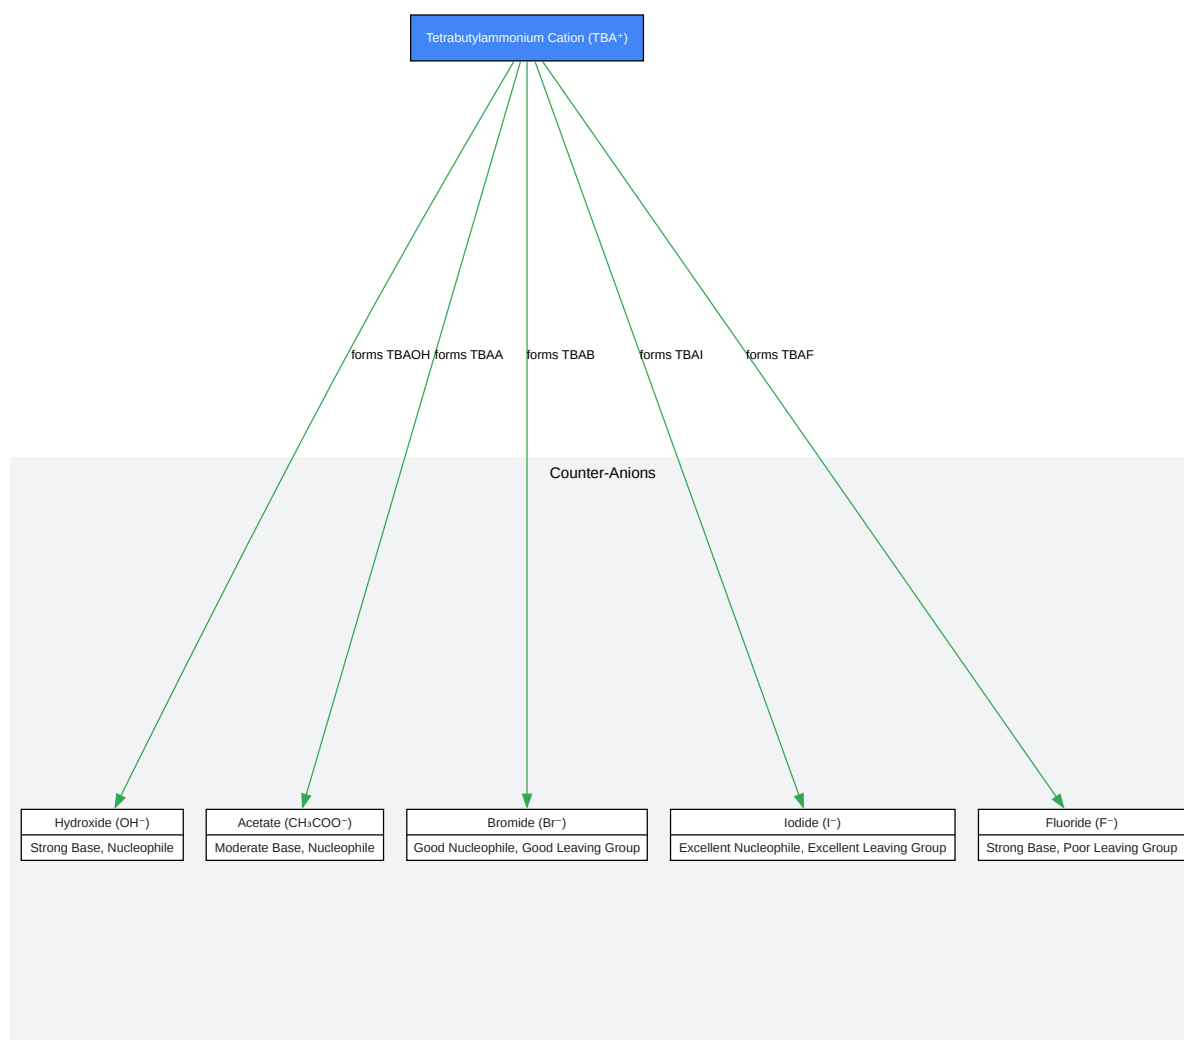 Tetrabutylammonium Cation (TBA⁺)
forms TBAOH
forms TBAA
forms TBAB
forms TBAI
forms TBAF
Counter-Anions
Hydroxide (OH⁻)
Strong Base, Nucleophile
Acetate (CH₃COO⁻)
Moderate Base, Nucleophile
Bromide (Br⁻)
Good Nucleophile, Good Leaving Group
Iodide (I⁻)
Excellent Nucleophile, Excellent Leaving Group
Fluoride (F⁻)
Strong Base, Poor Leaving Group